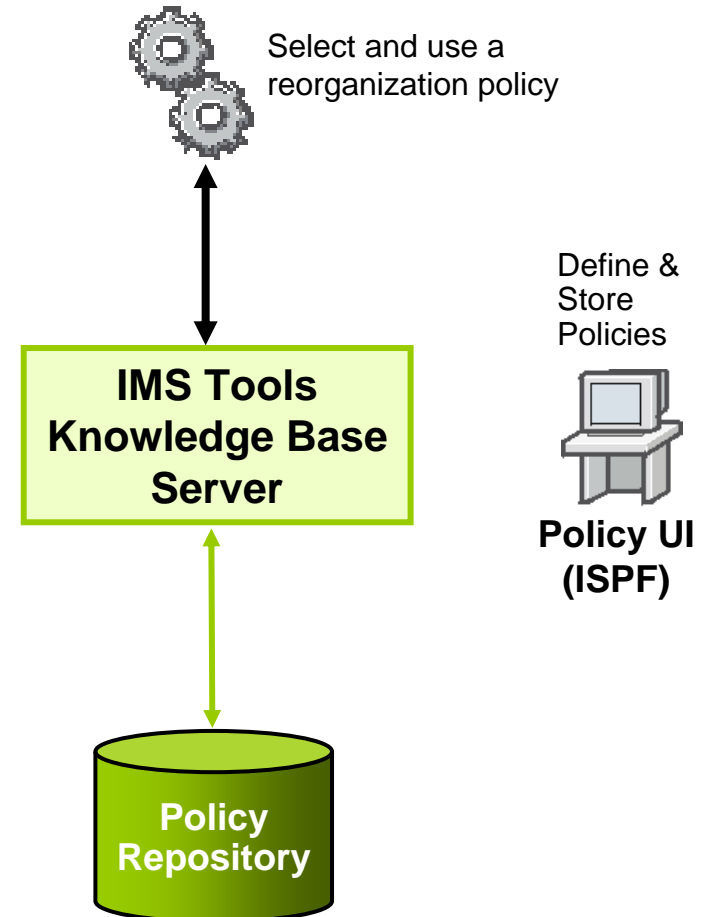 Select and use a
reorganization policy
Define &
Store
Policies
IMS Tools
Knowledge Base
Server
Policy UI
(ISPF)
Policy
Repository